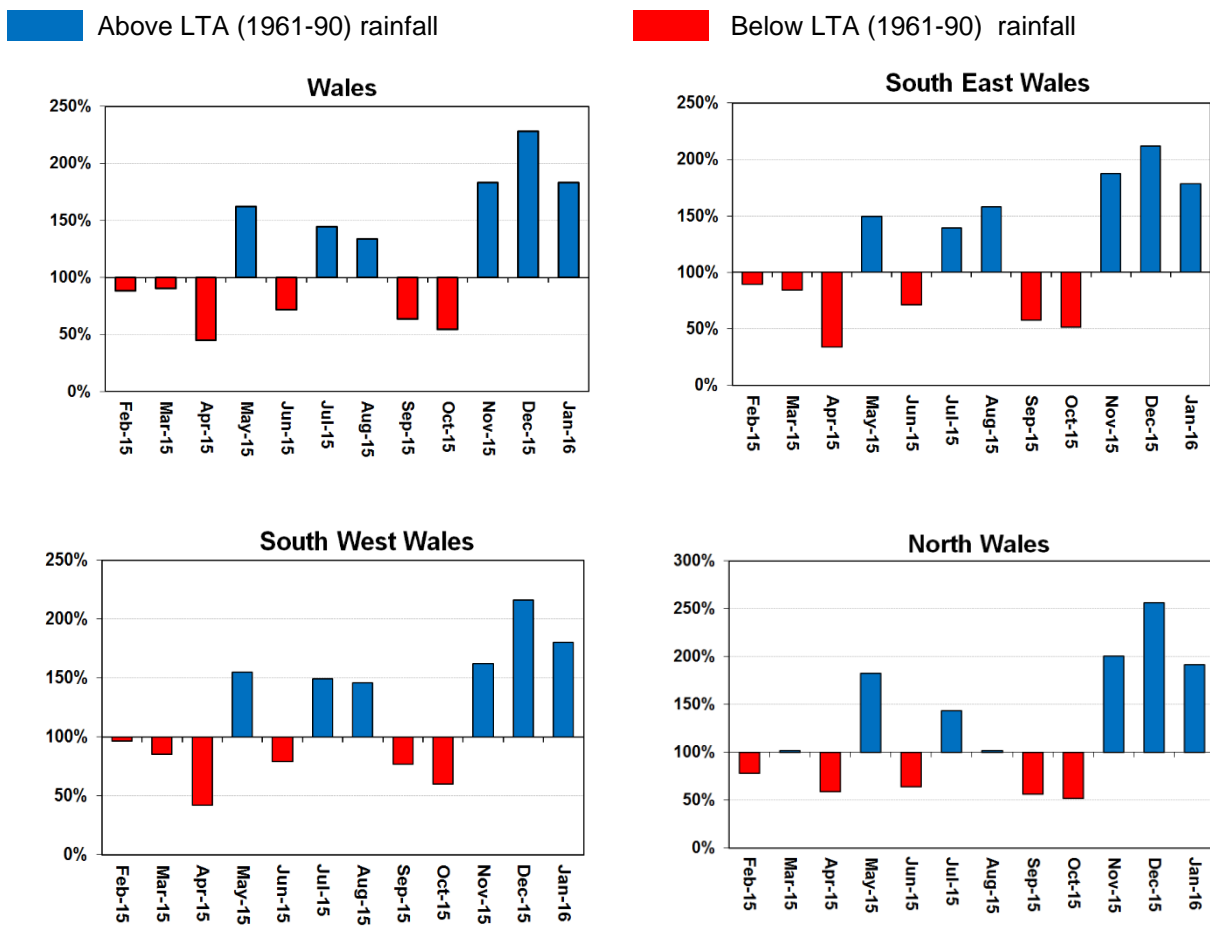 Above LTA (1961-90) rainfall
Below LTA (1961-90) rainfall
Wales
250%
200%
150%
100%
50%
0%
Feb-15
Mar-15
Apr-15
May-15
Jun-15
Jul-15
Aug-15
Sep-15
Oct-15
Nov-15
Dec-15
Jan-16
South East Wales
250%
200%
150%
100%
50%
0%
Feb-15
Mar-15
Apr-15
May-15
Jun-15
Jul-15
Aug-15
Sep-15
Oct-15
Nov-15
Dec-15
Jan-16
South West Wales
250%
200%
150%
100%
50%
0%
Feb-15
Mar-15
Apr-15
May-15
Jun-15
Jul-15
Aug-15
Sep-15
Oct-15
Nov-15
Dec-15
Jan-16
North Wales
300%
250%
200%
150%
100%
50%
0%
Feb-15
Mar-15
Apr-15
May-15
Jun-15
Jul-15
Aug-15
Sep-15
Oct-15
Nov-15
Dec-15
Jan-16